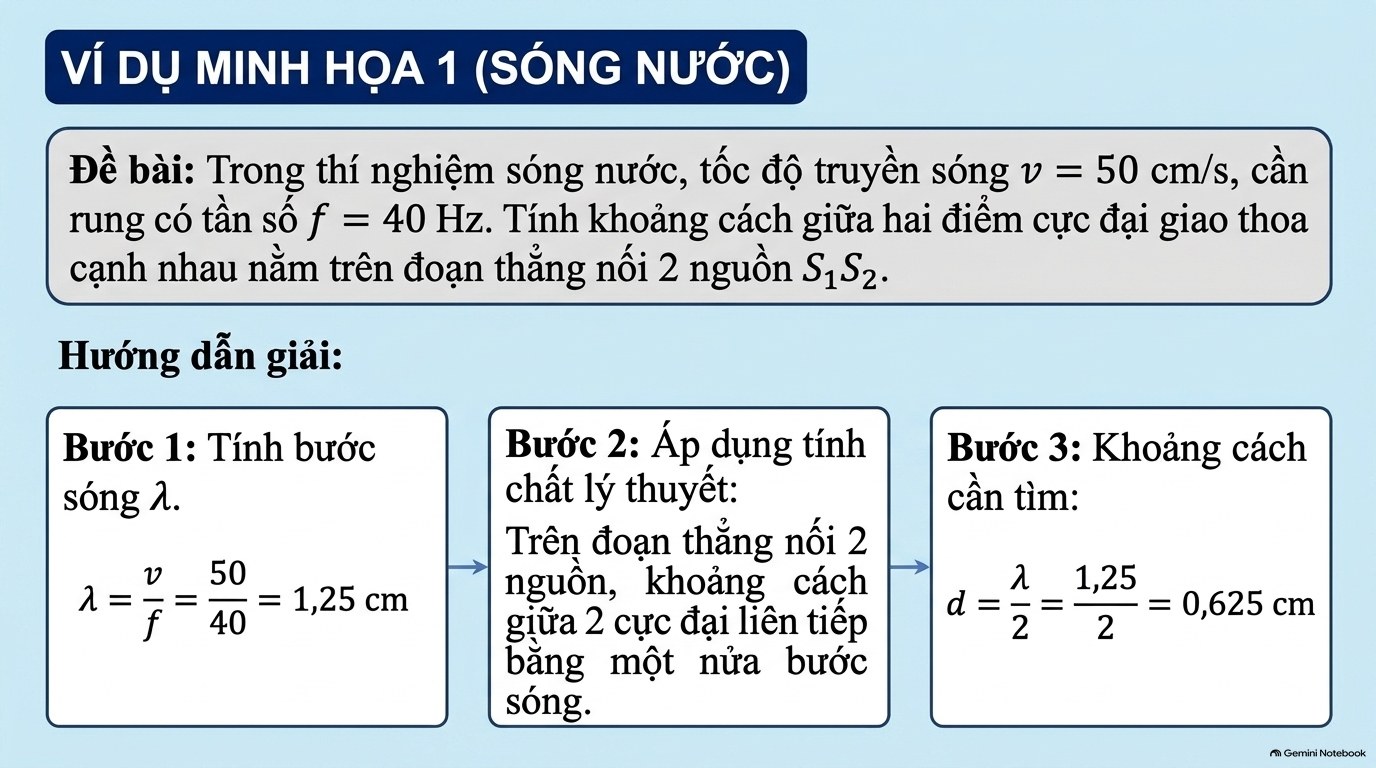 VÍ DỤ MINH HỌA 1 (SÓNG NƯỚC)
Đề bài: Trong thí nghiệm sóng nước, tốc độ truyền sóng v = 50 cm/s, cần
rung có tần số f = 40 Hz. Tính khoảng cách giữa hai điểm cực đại giao thoa
cạnh nhau nằm trên đoạn thẳng nối 2 nguồn S₁S₂.
Hướng dẫn giải:
Bước 1: Tính bước
sóng λ.
λ = v/f = 50/40 = 1,25 cm
Bước 2: Áp dụng tính
chất lý thuyết:
Trên đoạn thẳng nối 2
nguồn, khoảng cách
giữa 2 cực đại liên tiếp
bằng một nửa bước
sóng.
Bước 3: Khoảng cách
cần tìm:
d = λ/2 = 1,25/2 = 0,625 cm
Gemini Notebook